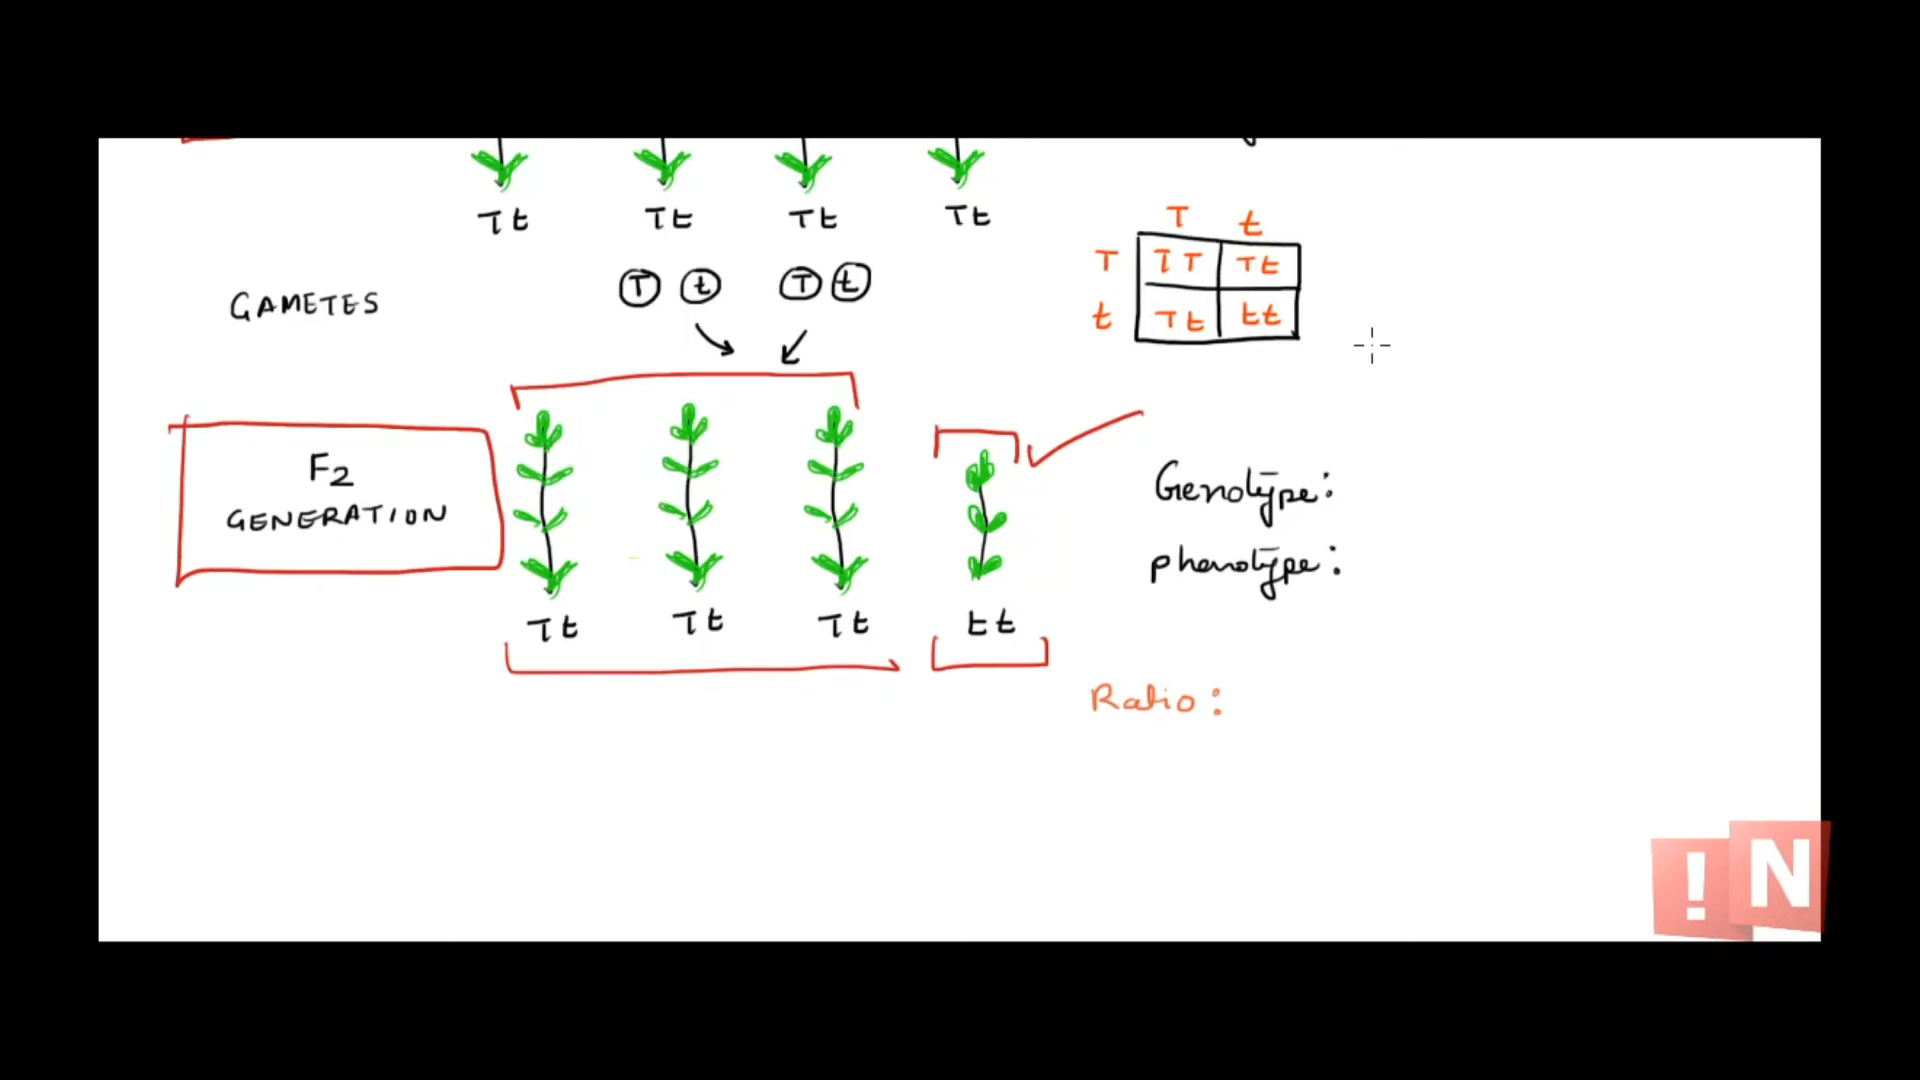 Tt Tt Tt Tt
T t
T TT Tt
t Tt tt
GAMETES T t T t
F2
GENERATION
Tt Tt Tt tt
Genotype:
phenotype:
Ratio:
!N